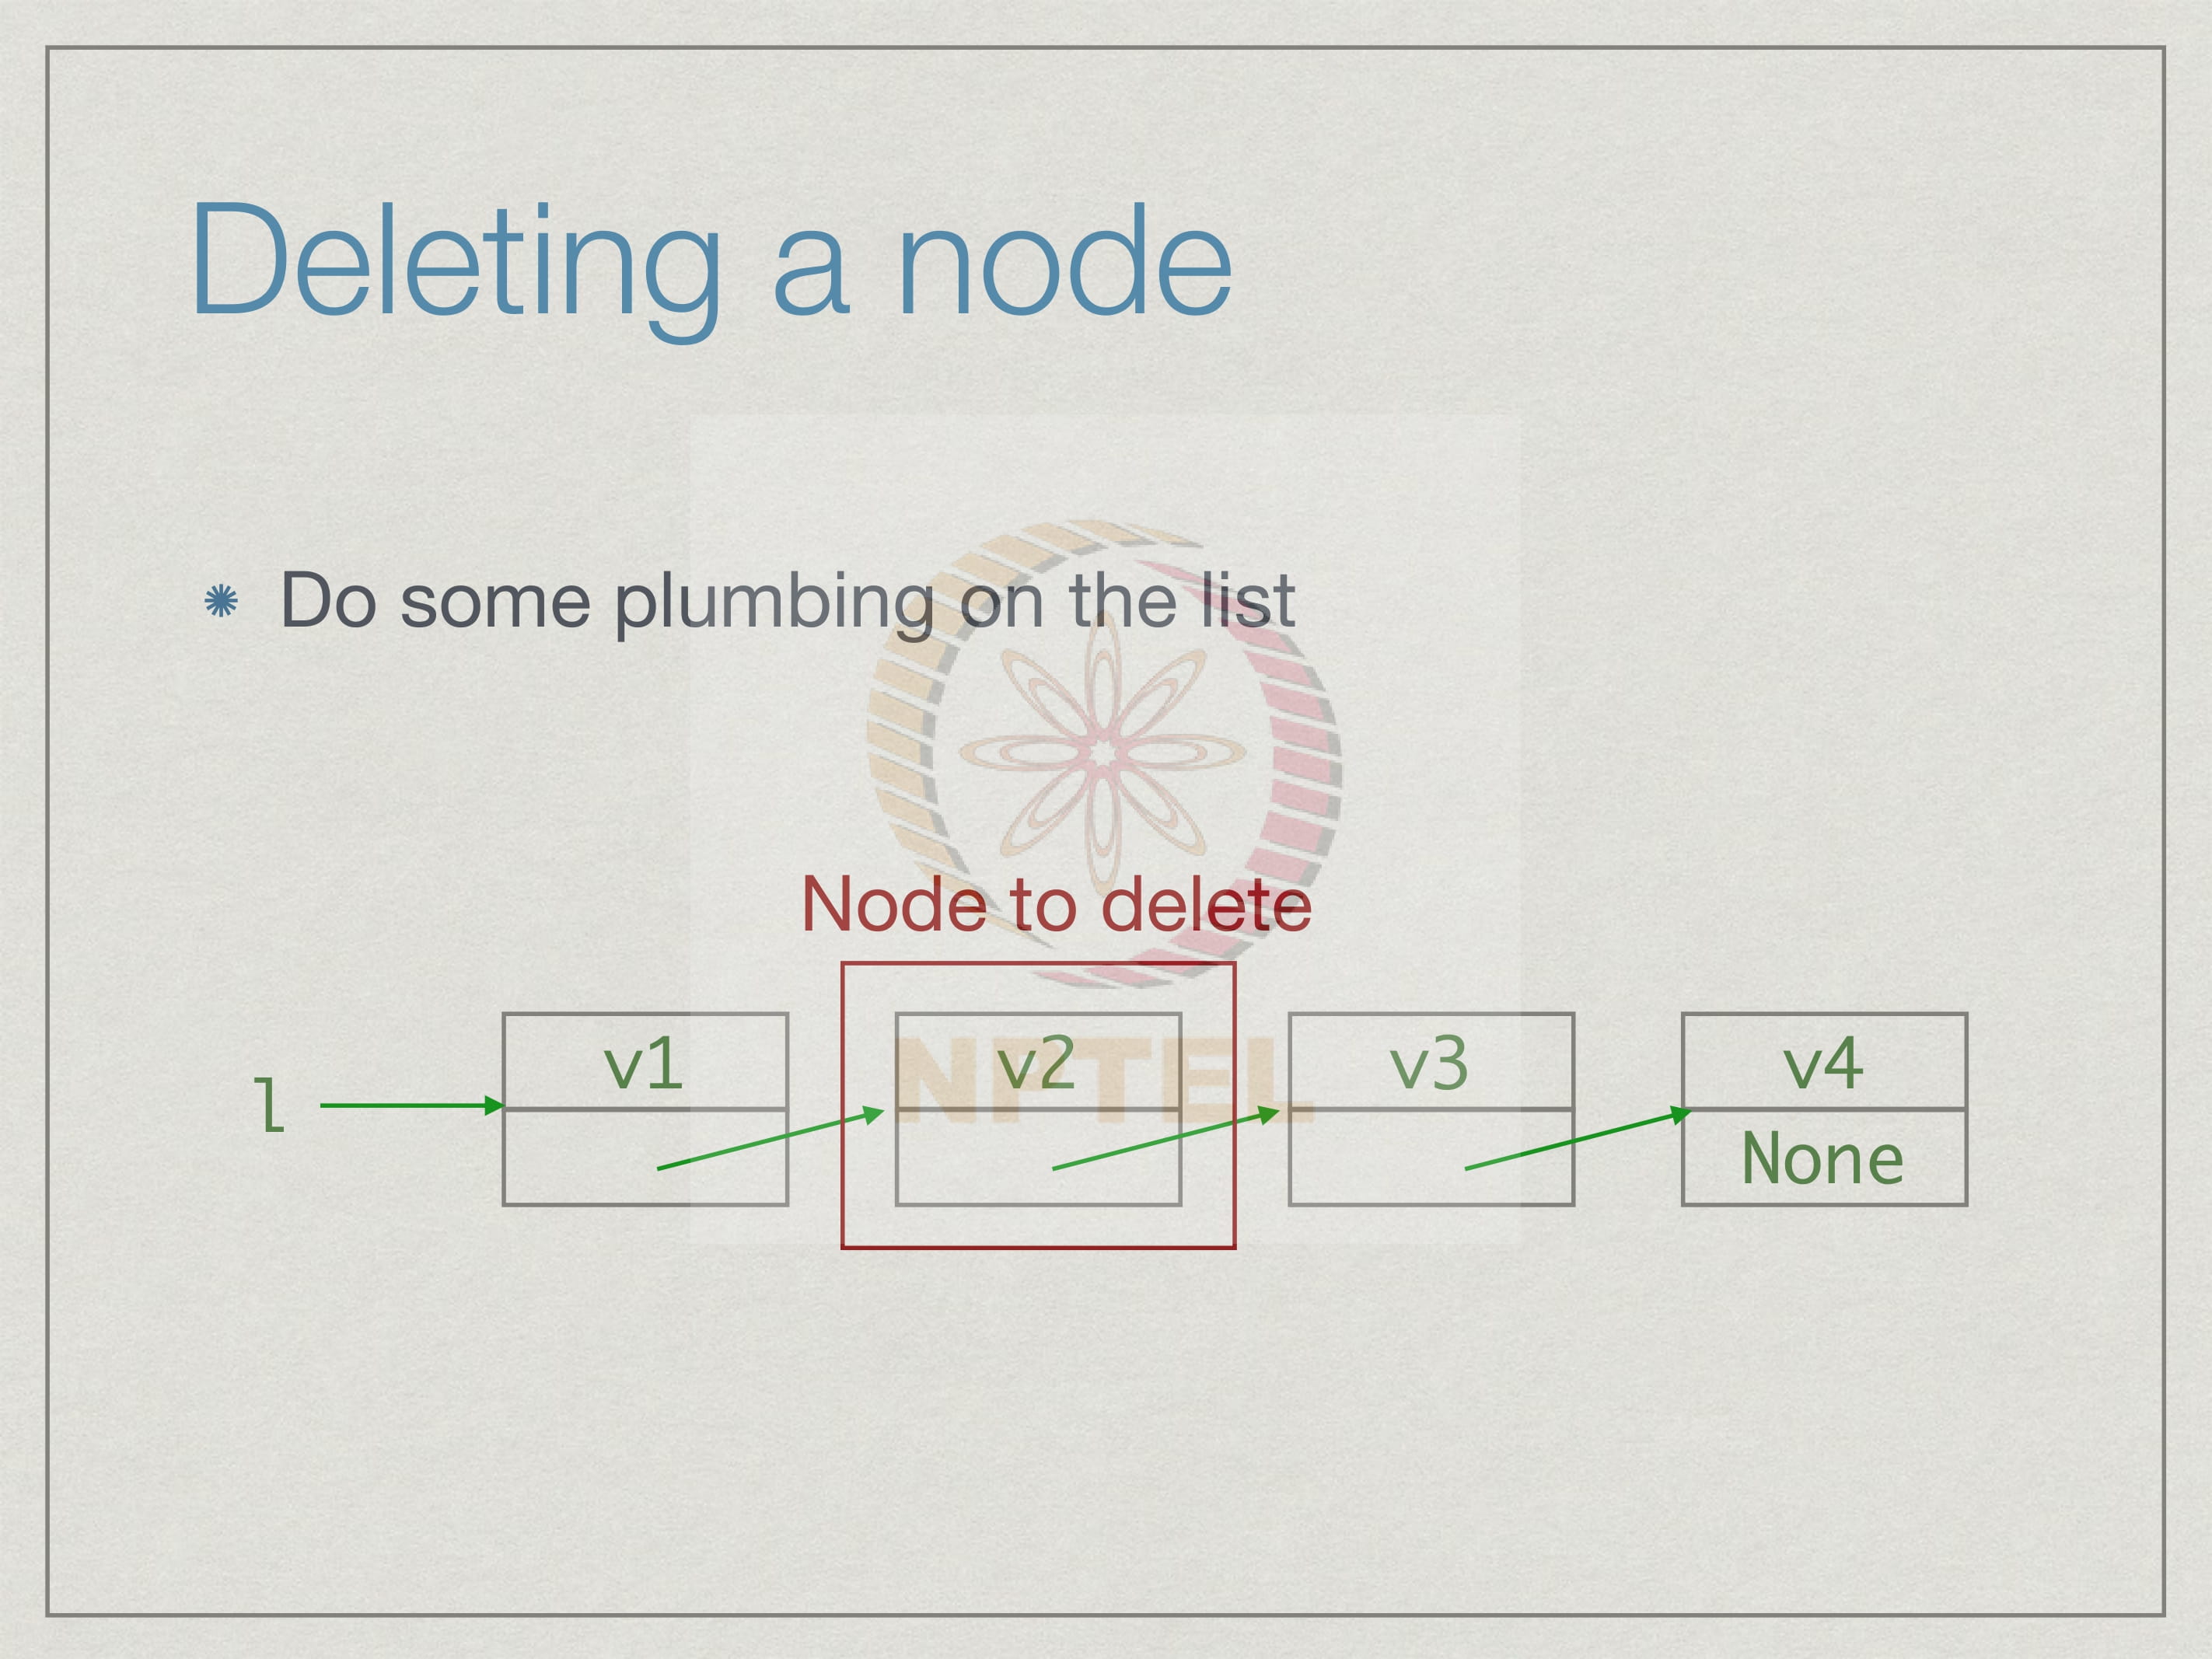 Deleting a node
Do some plumbing on the list
Node to delete
v1 v2 v3 v4
l
None
NPTEL